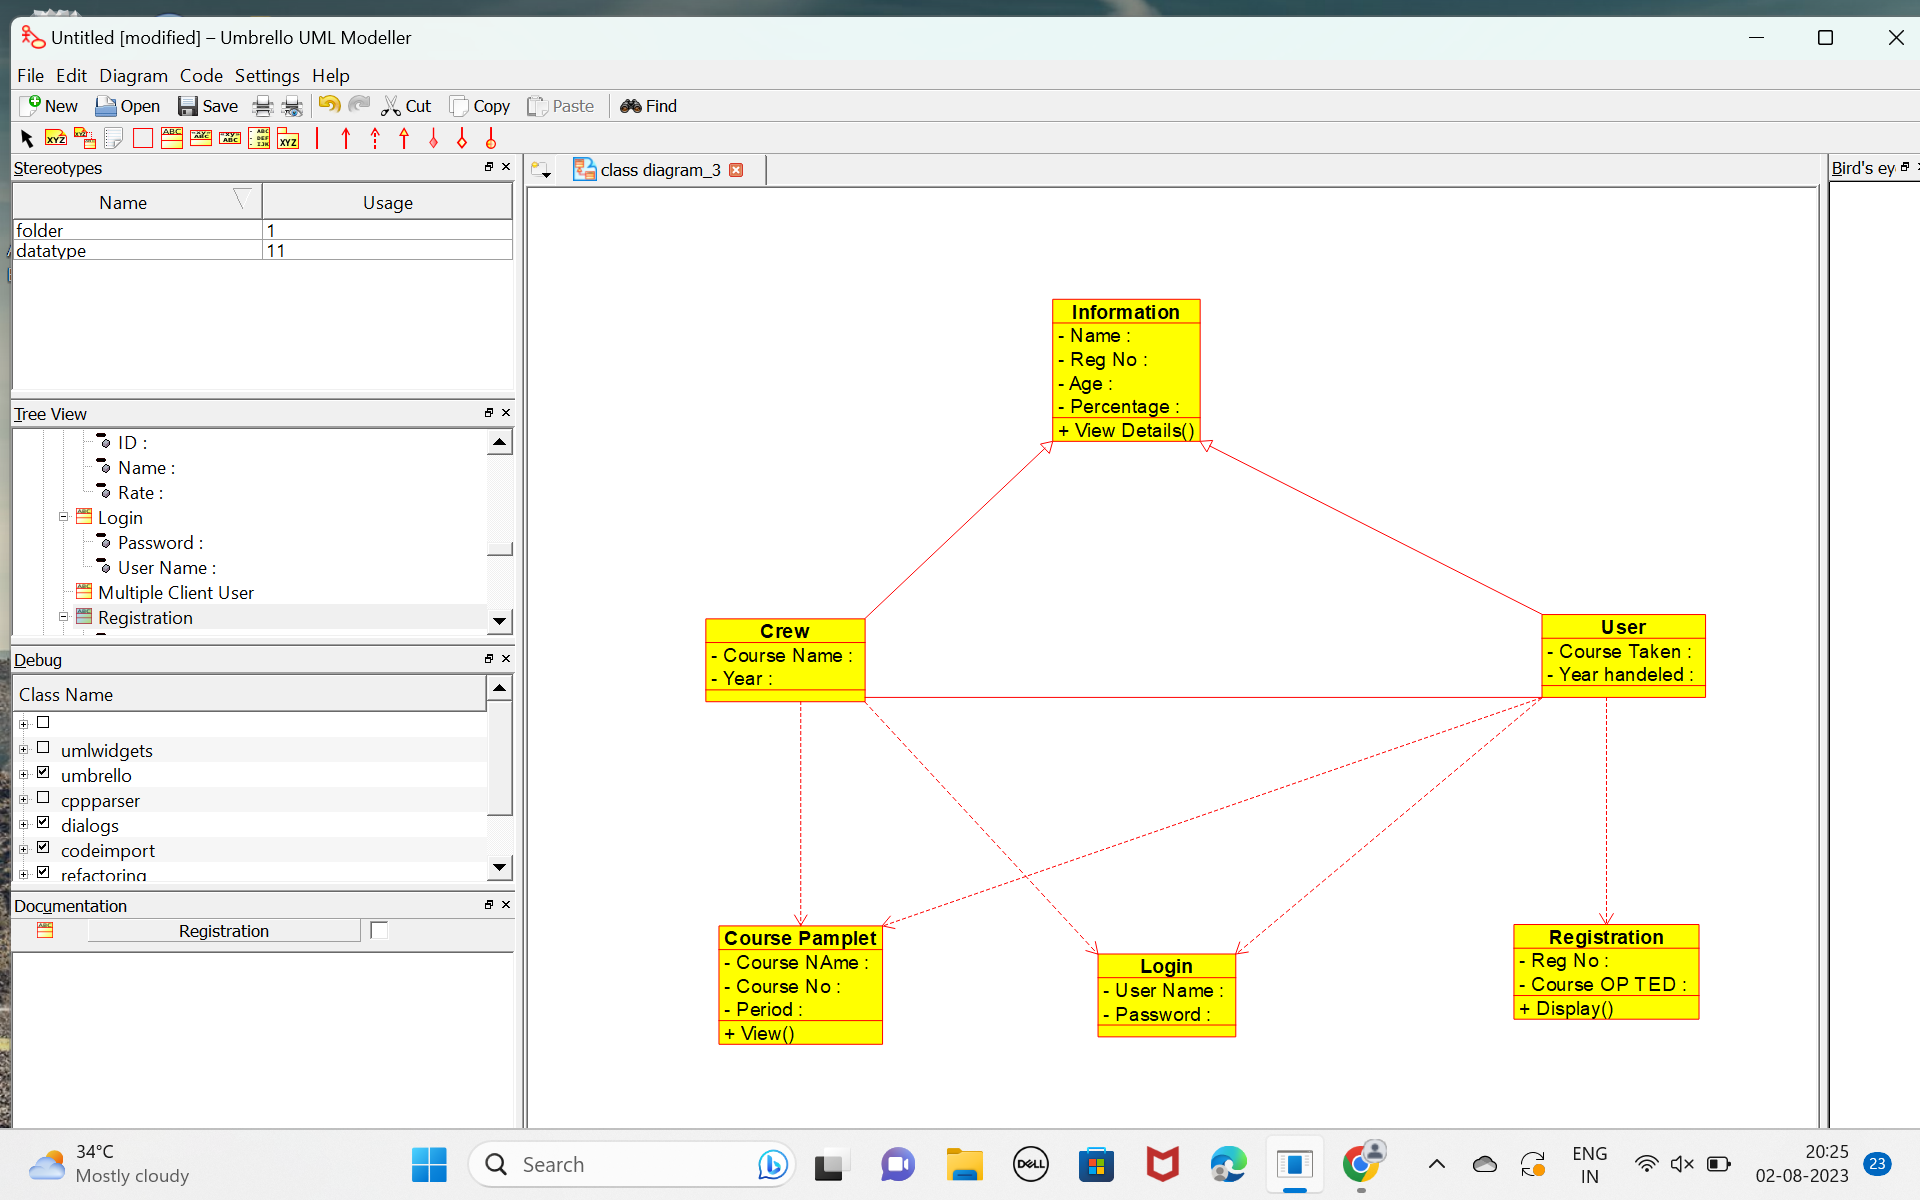 Untitled [modified] – Umbrello UML Modeller
File Edit Diagram Code Settings Help
New Open Save Cut Copy Paste Find
Stereotypes
class diagram_3
Bird's ey
Name Usage
folder 1
datatype 11
Tree View
ID :
Name :
Rate :
Login
Password :
User Name :
Multiple Client User
Registration
Debug
Class Name
umlwidgets
umbrello
cppparser
dialogs
codeimport
refactoring
Documentation
Registration
Information
- Name :
- Reg No :
- Age :
- Percentage :
+ View Details()
Crew
- Course Name :
- Year :
User
- Course Taken :
- Year handeled :
Course Pamplet
- Course NAme :
- Course No :
- Period :
+ View()
Login
- User Name :
- Password :
Registration
- Reg No :
- Course OP TED :
+ Display()
34°C
Mostly cloudy
Search
DELL
ENG
IN
20:25
02-08-2023
23